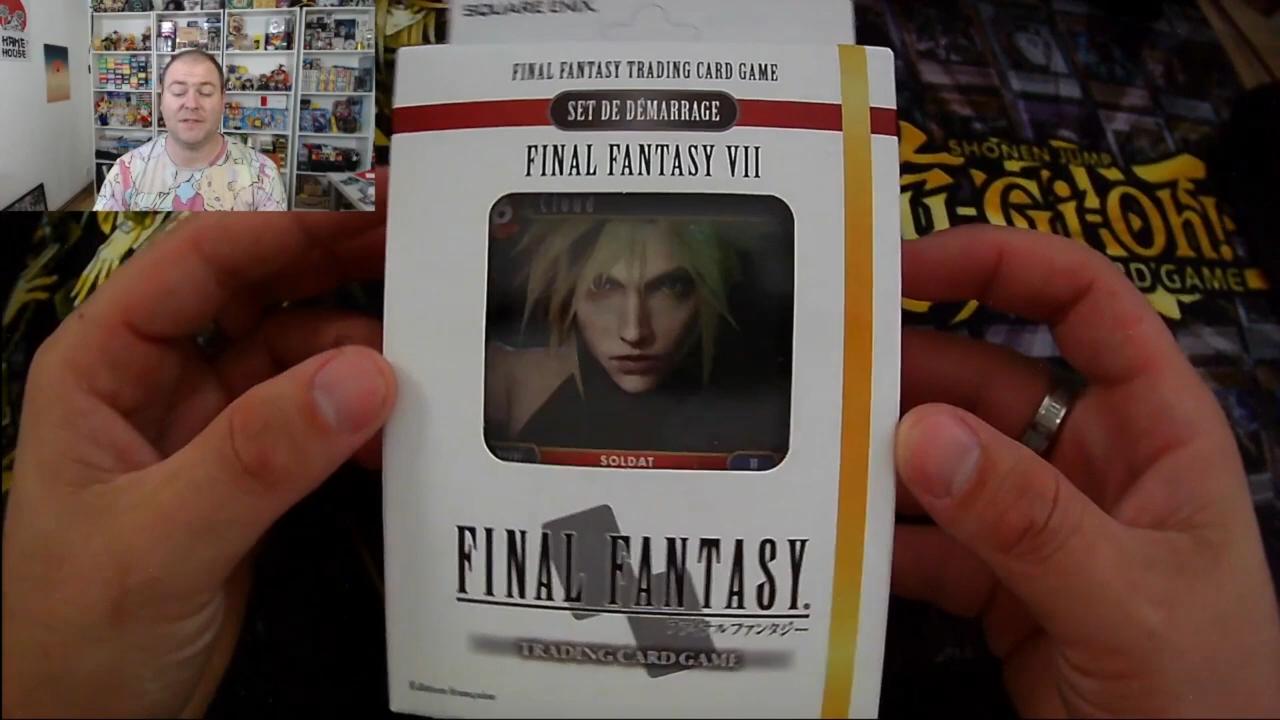 KAME
HOUSE
SQUARE ENIX
FINAL FANTASY TRADING CARD GAME
SET DE DÉMARRAGE
FINAL FANTASY VII
Cloud
SOLDAT
FINAL FANTASY.
ファイナルファンタジー
TRADING CARD GAME
Édition française
SHONEN JUMP
Yu-Gi-Oh!
CARD GAME